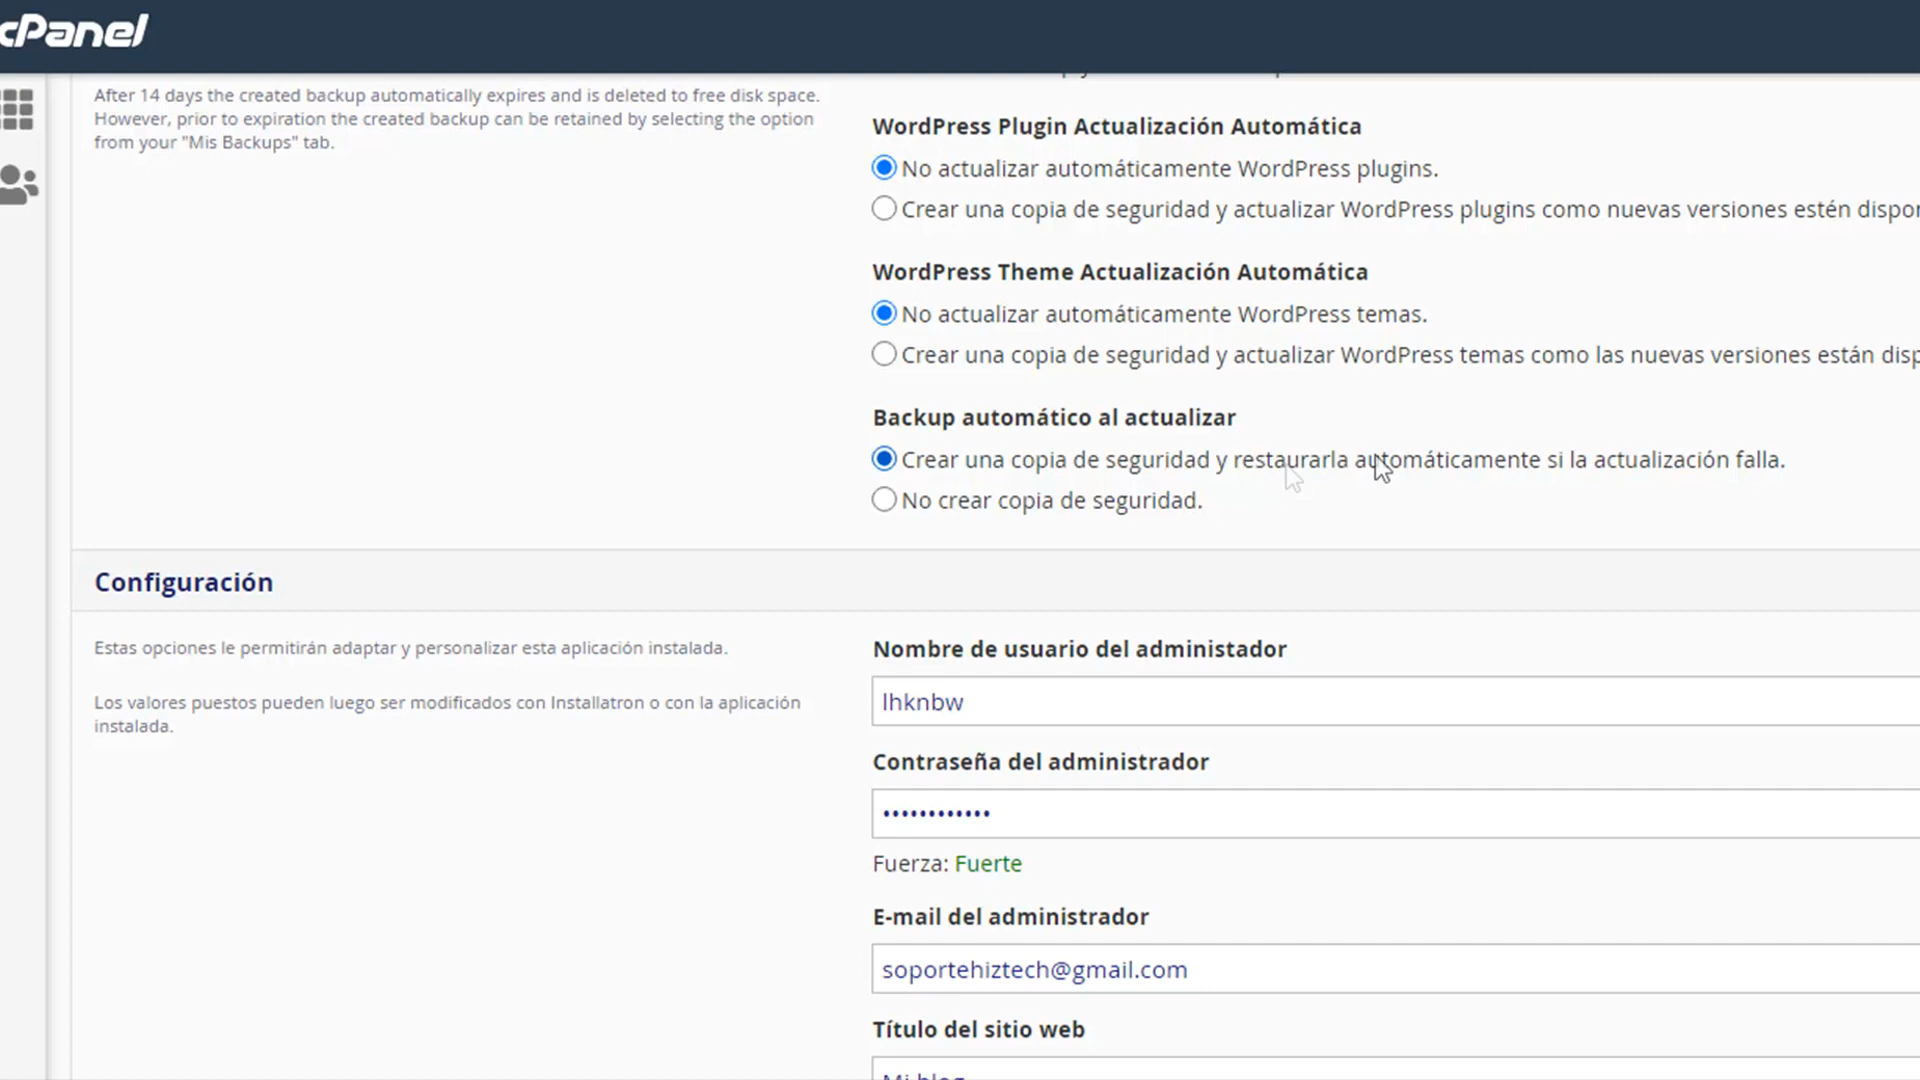 cPanel
After 14 days the created backup automatically expires and is deleted to free disk space.
However, prior to expiration the created backup can be retained by selecting the option
from your "Mis Backups" tab.
WordPress Plugin Actualización Automática
No actualizar automáticamente WordPress plugins.
Crear una copia de seguridad y actualizar WordPress plugins como nuevas versiones estén
WordPress Theme Actualización Automática
No actualizar automáticamente WordPress temas.
Crear una copia de seguridad y actualizar WordPress temas como las nuevas versiones están
Backup automático al actualizar
Crear una copia de seguridad y restaurarla automáticamente si la actualización falla.
No crear copia de seguridad.
Configuración
Estas opciones le permitirán adaptar y personalizar esta aplicación instalada.
Los valores puestos pueden luego ser modificados con Installatron o con la aplicación
instalada.
Nombre de usuario del administador
lhknbw
Contraseña del administrador
••••••••••••
Fuerza: Fuerte
E-mail del administrador
soportehiztech@gmail.com
Título del sitio web
Mi blog